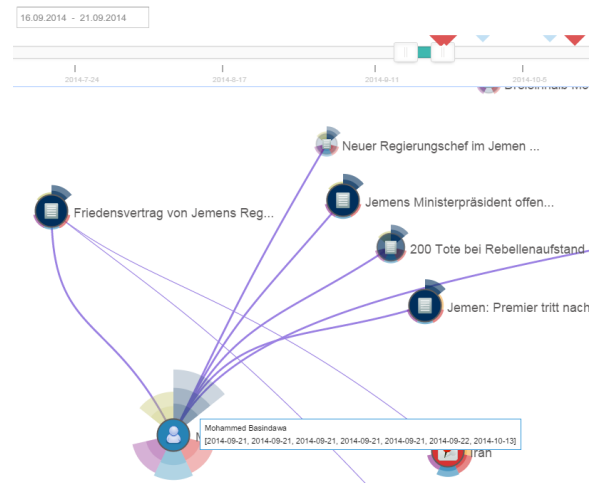 16.09.2014 - 21.09.2014
2014-7-24
2014-8-17
2014-9-11
2014-10-5
Neuer Regierungschef im Jemen ...
Jemens Ministerpräsident offen...
Friedensvertrag von Jemens Reg...
200 Tote bei Rebellenaufstand
Jemen: Premier tritt nach
Mohammed Basindawa
[2014-09-21, 2014-09-21, 2014-09-21, 2014-09-21, 2014-09-21, 2014-09-22, 2014-10-13]
Iran